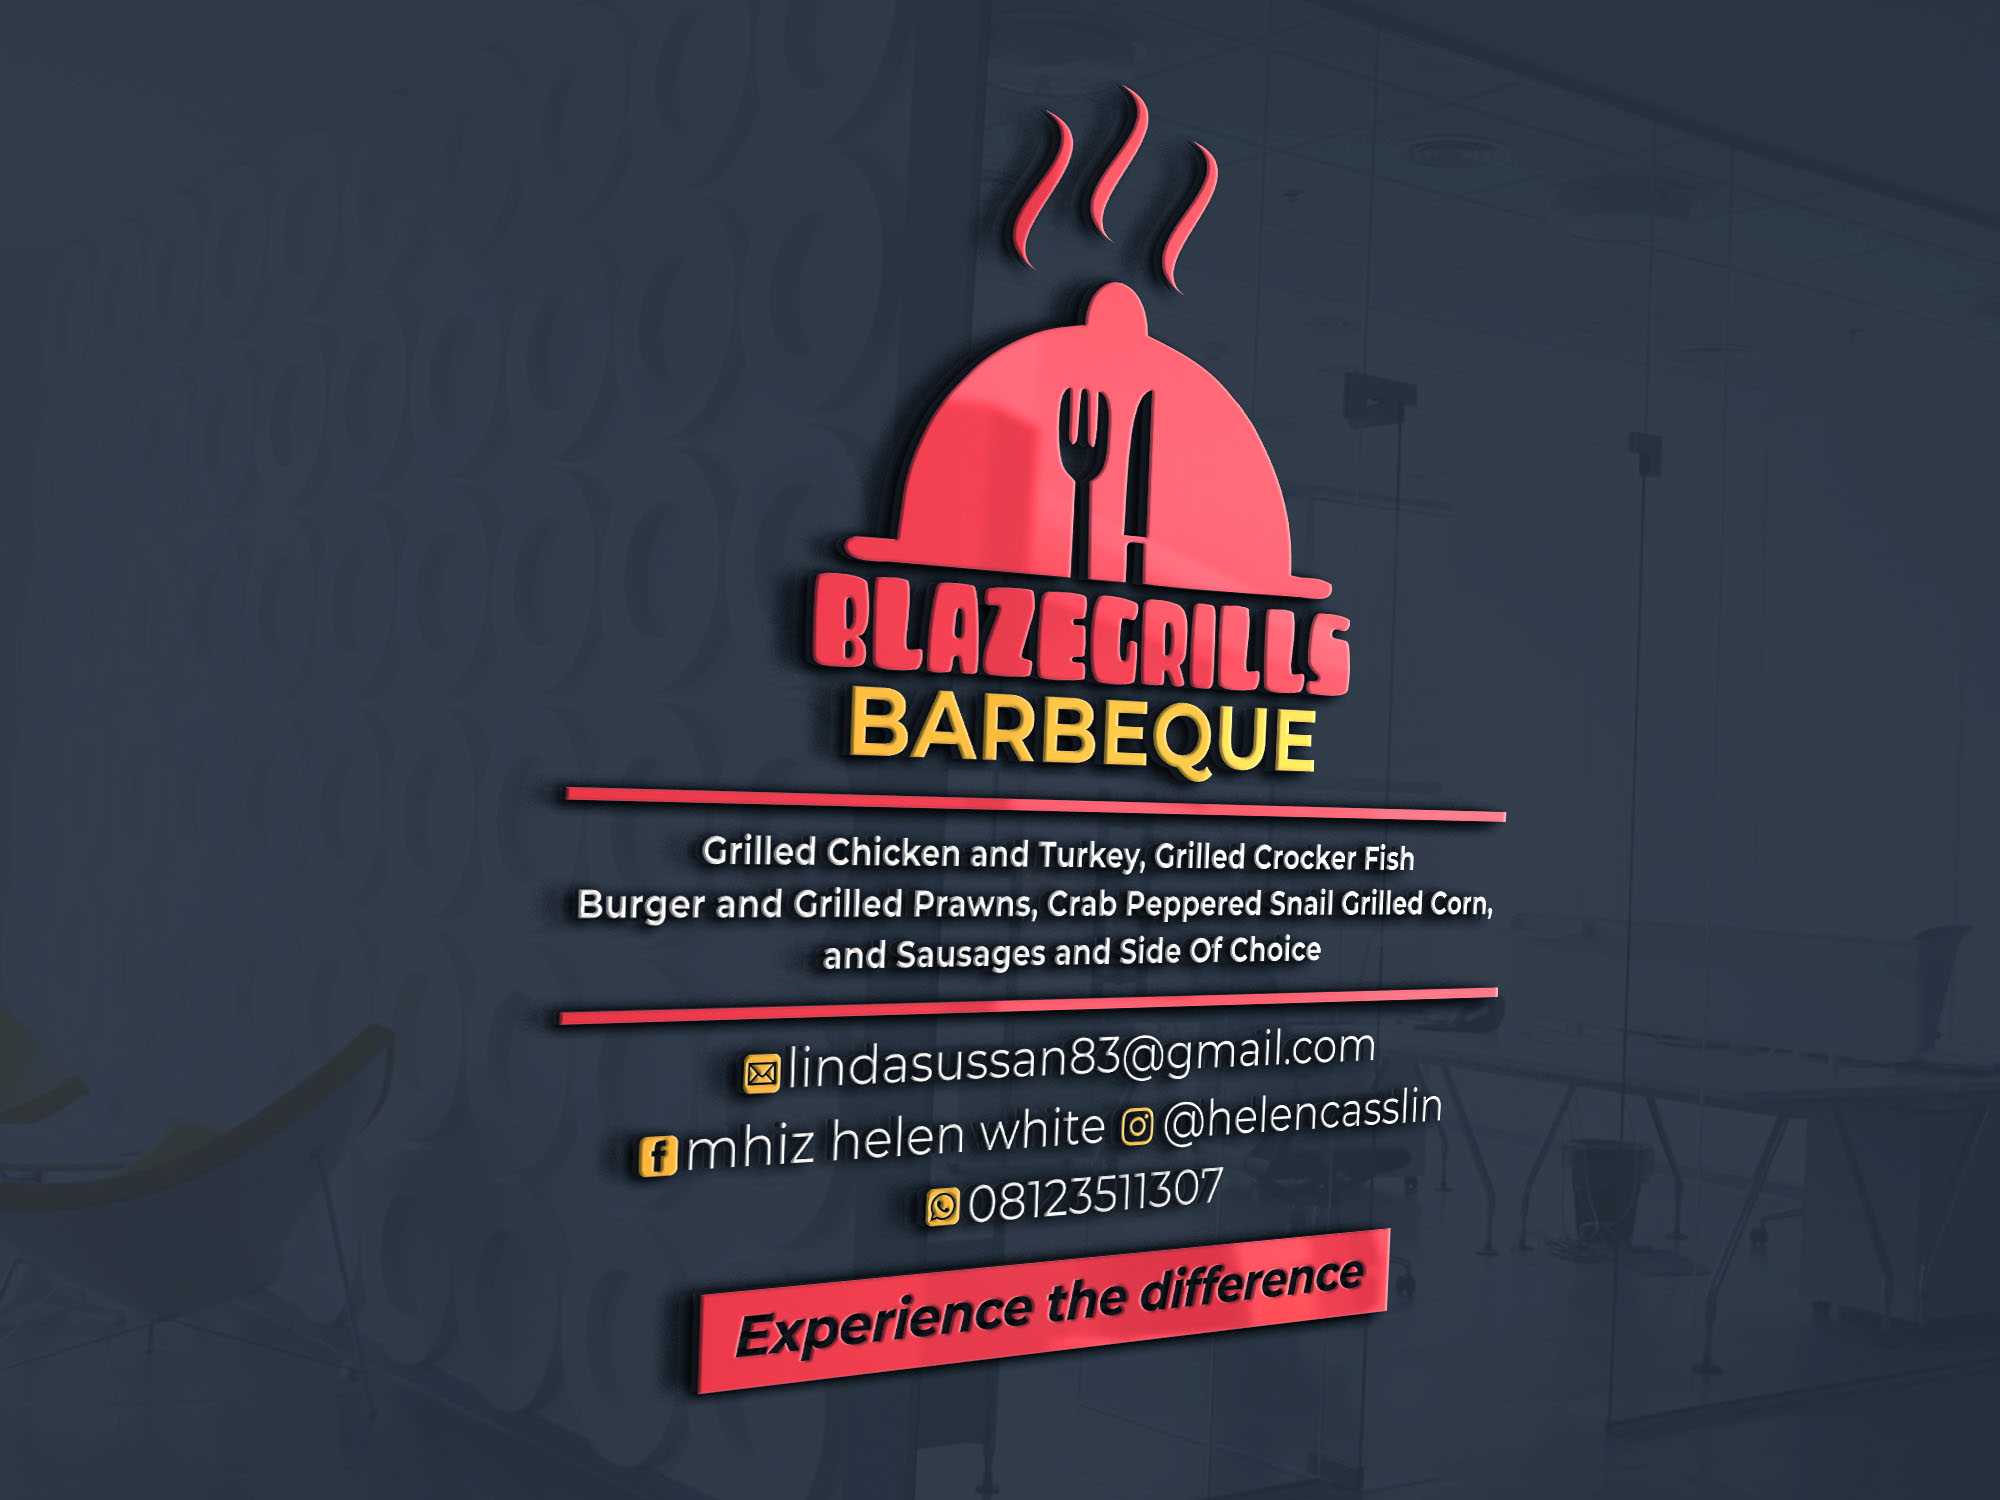 BLAZEGRILLS
BARBEQUE
Grilled Chicken and Turkey, Grilled Crocker Fish
Burger and Grilled Prawns, Crab Peppered Snail Grilled Corn,
and Sausages and Side Of Choice
lindasussan83@gmail.com
mhiz helen white @helencasslin
08123511307
Experience the difference